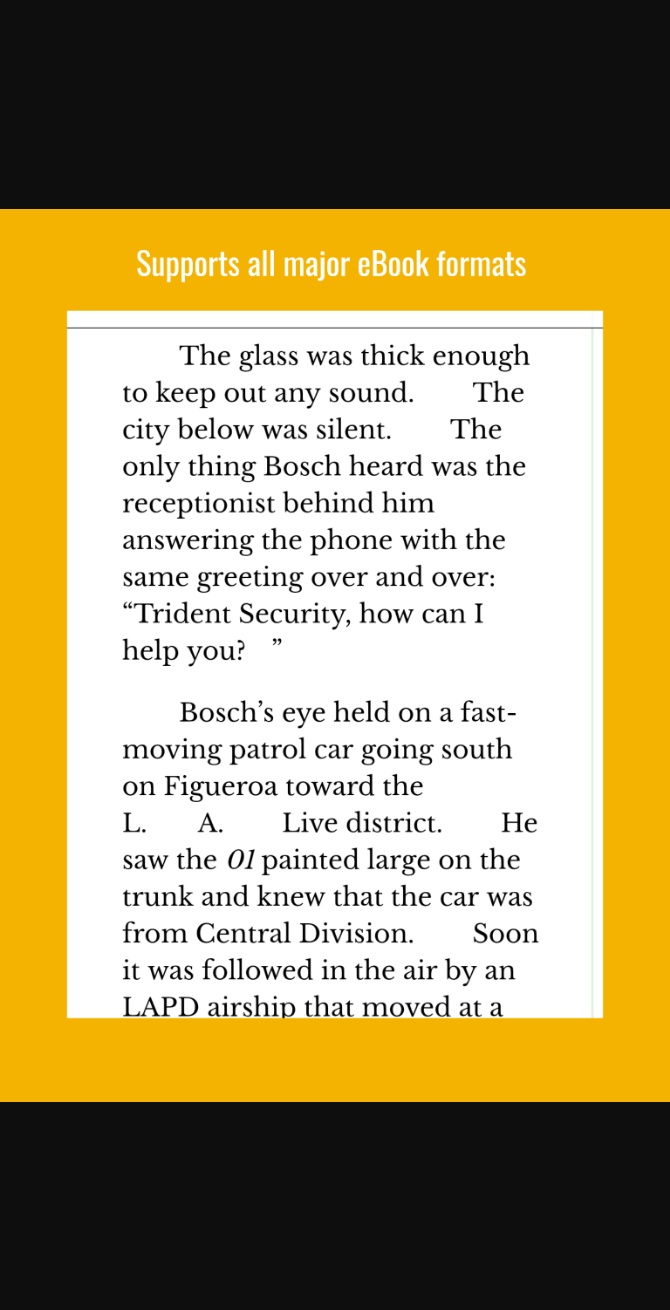 Supports all major eBook formats
The glass was thick enough
to keep out any sound. The
city below was silent. The
only thing Bosch heard was the
receptionist behind him
answering the phone with the
same greeting over and over:
“Trident Security, how can I
help you? ”
Bosch’s eye held on a fast-
moving patrol car going south
on Figueroa toward the
L. A. Live district. He
saw the 01 painted large on the
trunk and knew that the car was
from Central Division. Soon
it was followed in the air by an
LAPD airship that moved at a